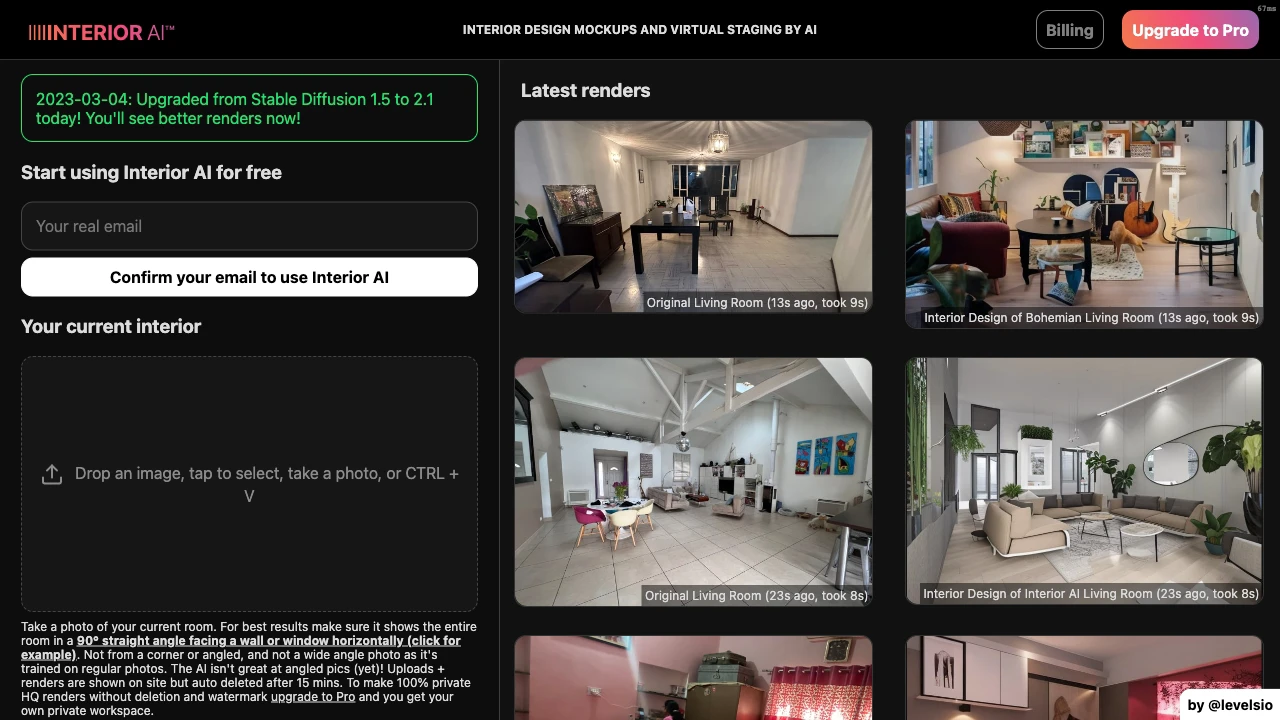 INTERIOR AI™
INTERIOR DESIGN MOCKUPS AND VIRTUAL STAGING BY AI
Billing
Upgrade to Pro
67ms
2023-03-04: Upgraded from Stable Diffusion 1.5 to 2.1
today! You'll see better renders now!
Start using Interior AI for free
Your real email
Confirm your email to use Interior AI
Your current interior
Drop an image, tap to select, take a photo, or CTRL +
V
Take a photo of your current room. For best results make sure it shows the entire
room in a 90° straight angle facing a wall or window horizontally (click for
example). Not from a corner or angled, and not a wide angle photo as it's
trained on regular photos. The AI isn't great at angled pics (yet)! Uploads +
renders are shown on site but auto deleted after 15 mins. To make 100% private
HQ renders without deletion and watermark upgrade to Pro and you get your
own private workspace.
Latest renders
Original Living Room (13s ago, took 9s)
Interior Design of Bohemian Living Room (13s ago, took 9s)
Original Living Room (23s ago, took 8s)
Interior Design of Interior AI Living Room (23s ago, took 8s)
by @levelsio